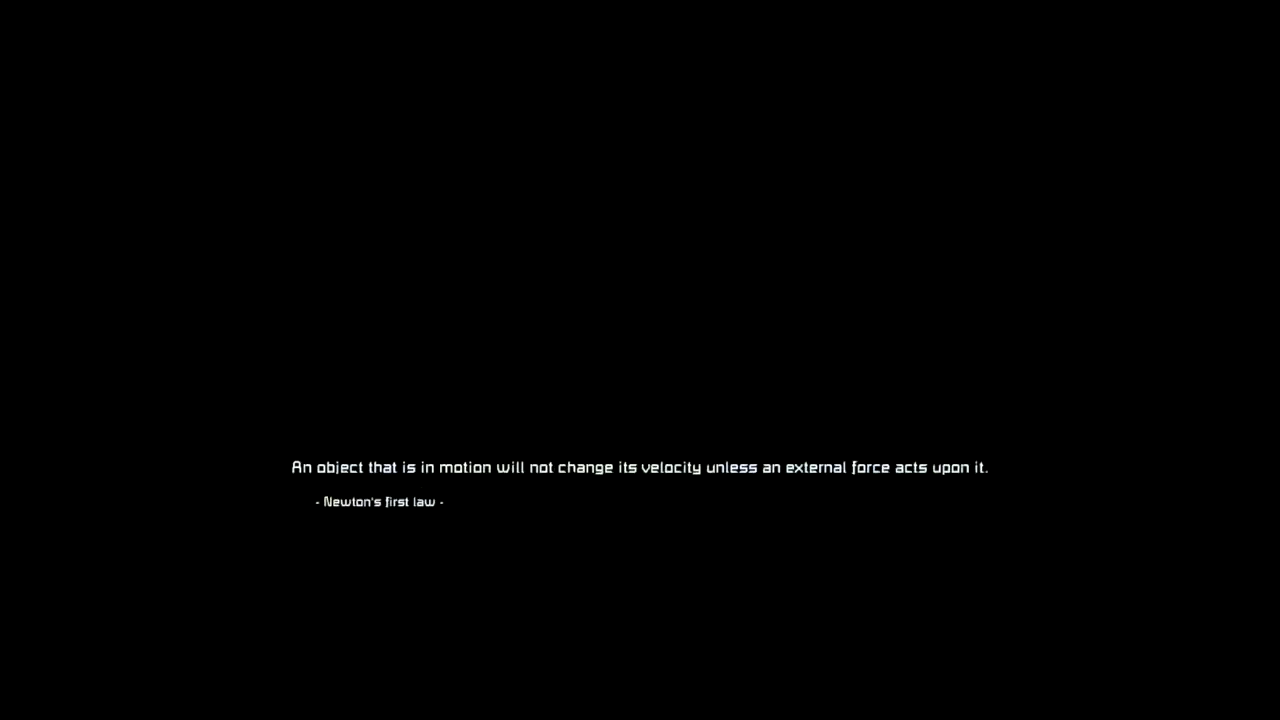 An object that is in motion will not change its velocity unless an external force acts upon it.
- Newton's first law -